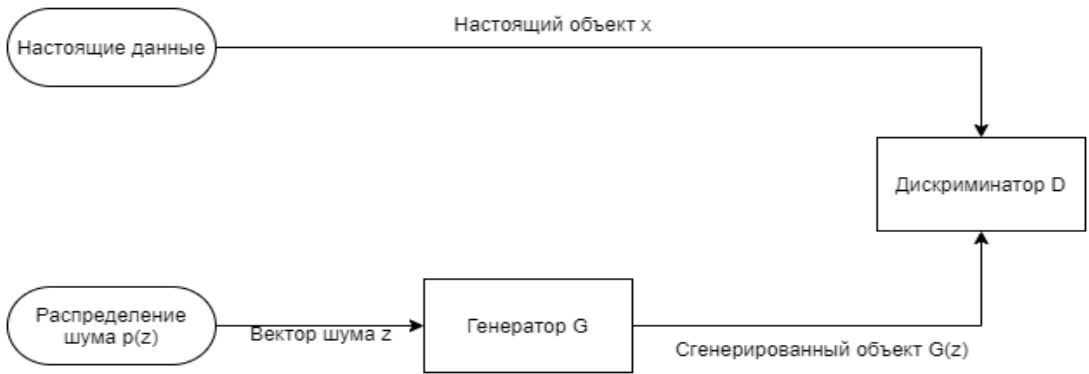 Настоящий объект x
Настоящие данные
Дискриминатор D
Распределение
шума p(z)
Вектор шума z
Генератор G
Сгенерированный объект G(z)